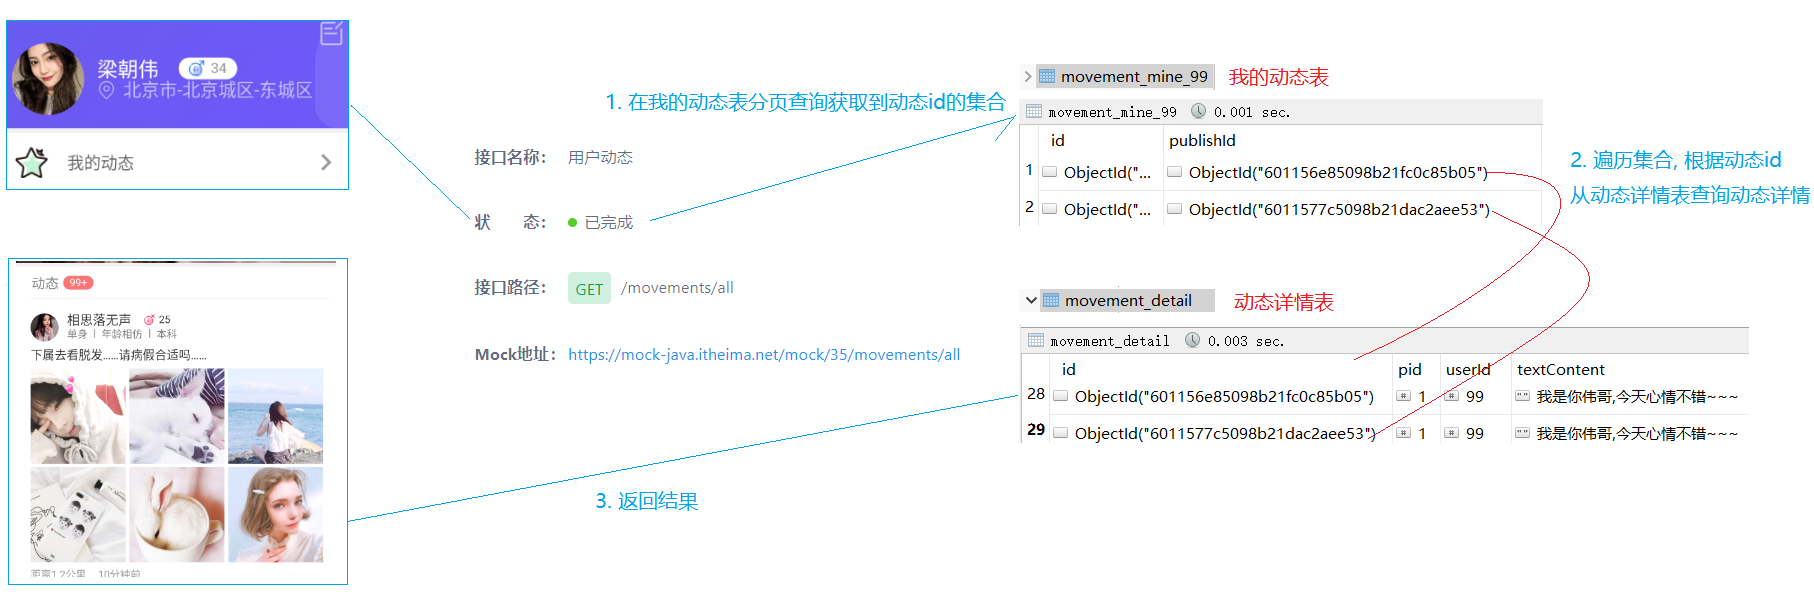 梁朝伟 34
北京市-北京城区-东城区
我的动态
动态 99+
相思落无声 25
单身 | 年龄相仿 | 本科
下属去看脱发......请病假合适吗......
距离1.2公里 10分钟前
1. 在我的动态表分页查询获取到动态id的集合
接口名称: 用户动态
状 态: 已完成
接口路径: GET /movements/all
Mock地址: https://mock-java.itheima.net/mock/35/movements/all
3. 返回结果
movement_mine_99 我的动态表
movement_mine_99 0.001 sec.
id publishId
1 ObjectId("... ObjectId("601156e85098b21fc0c85b05")
2 ObjectId("... ObjectId("6011577c5098b21dac2aee53")
2. 遍历集合, 根据动态id
从动态详情表查询动态详情
movement_detail 动态详情表
movement_detail 0.003 sec.
id pid userId textContent
28 ObjectId("601156e85098b21fc0c85b05") # 1 # 99 "" 我是你伟哥,今天心情不错~~~
29 ObjectId("6011577c5098b21dac2aee53") # 1 # 99 "" 我是你伟哥,今天心情不错~~~